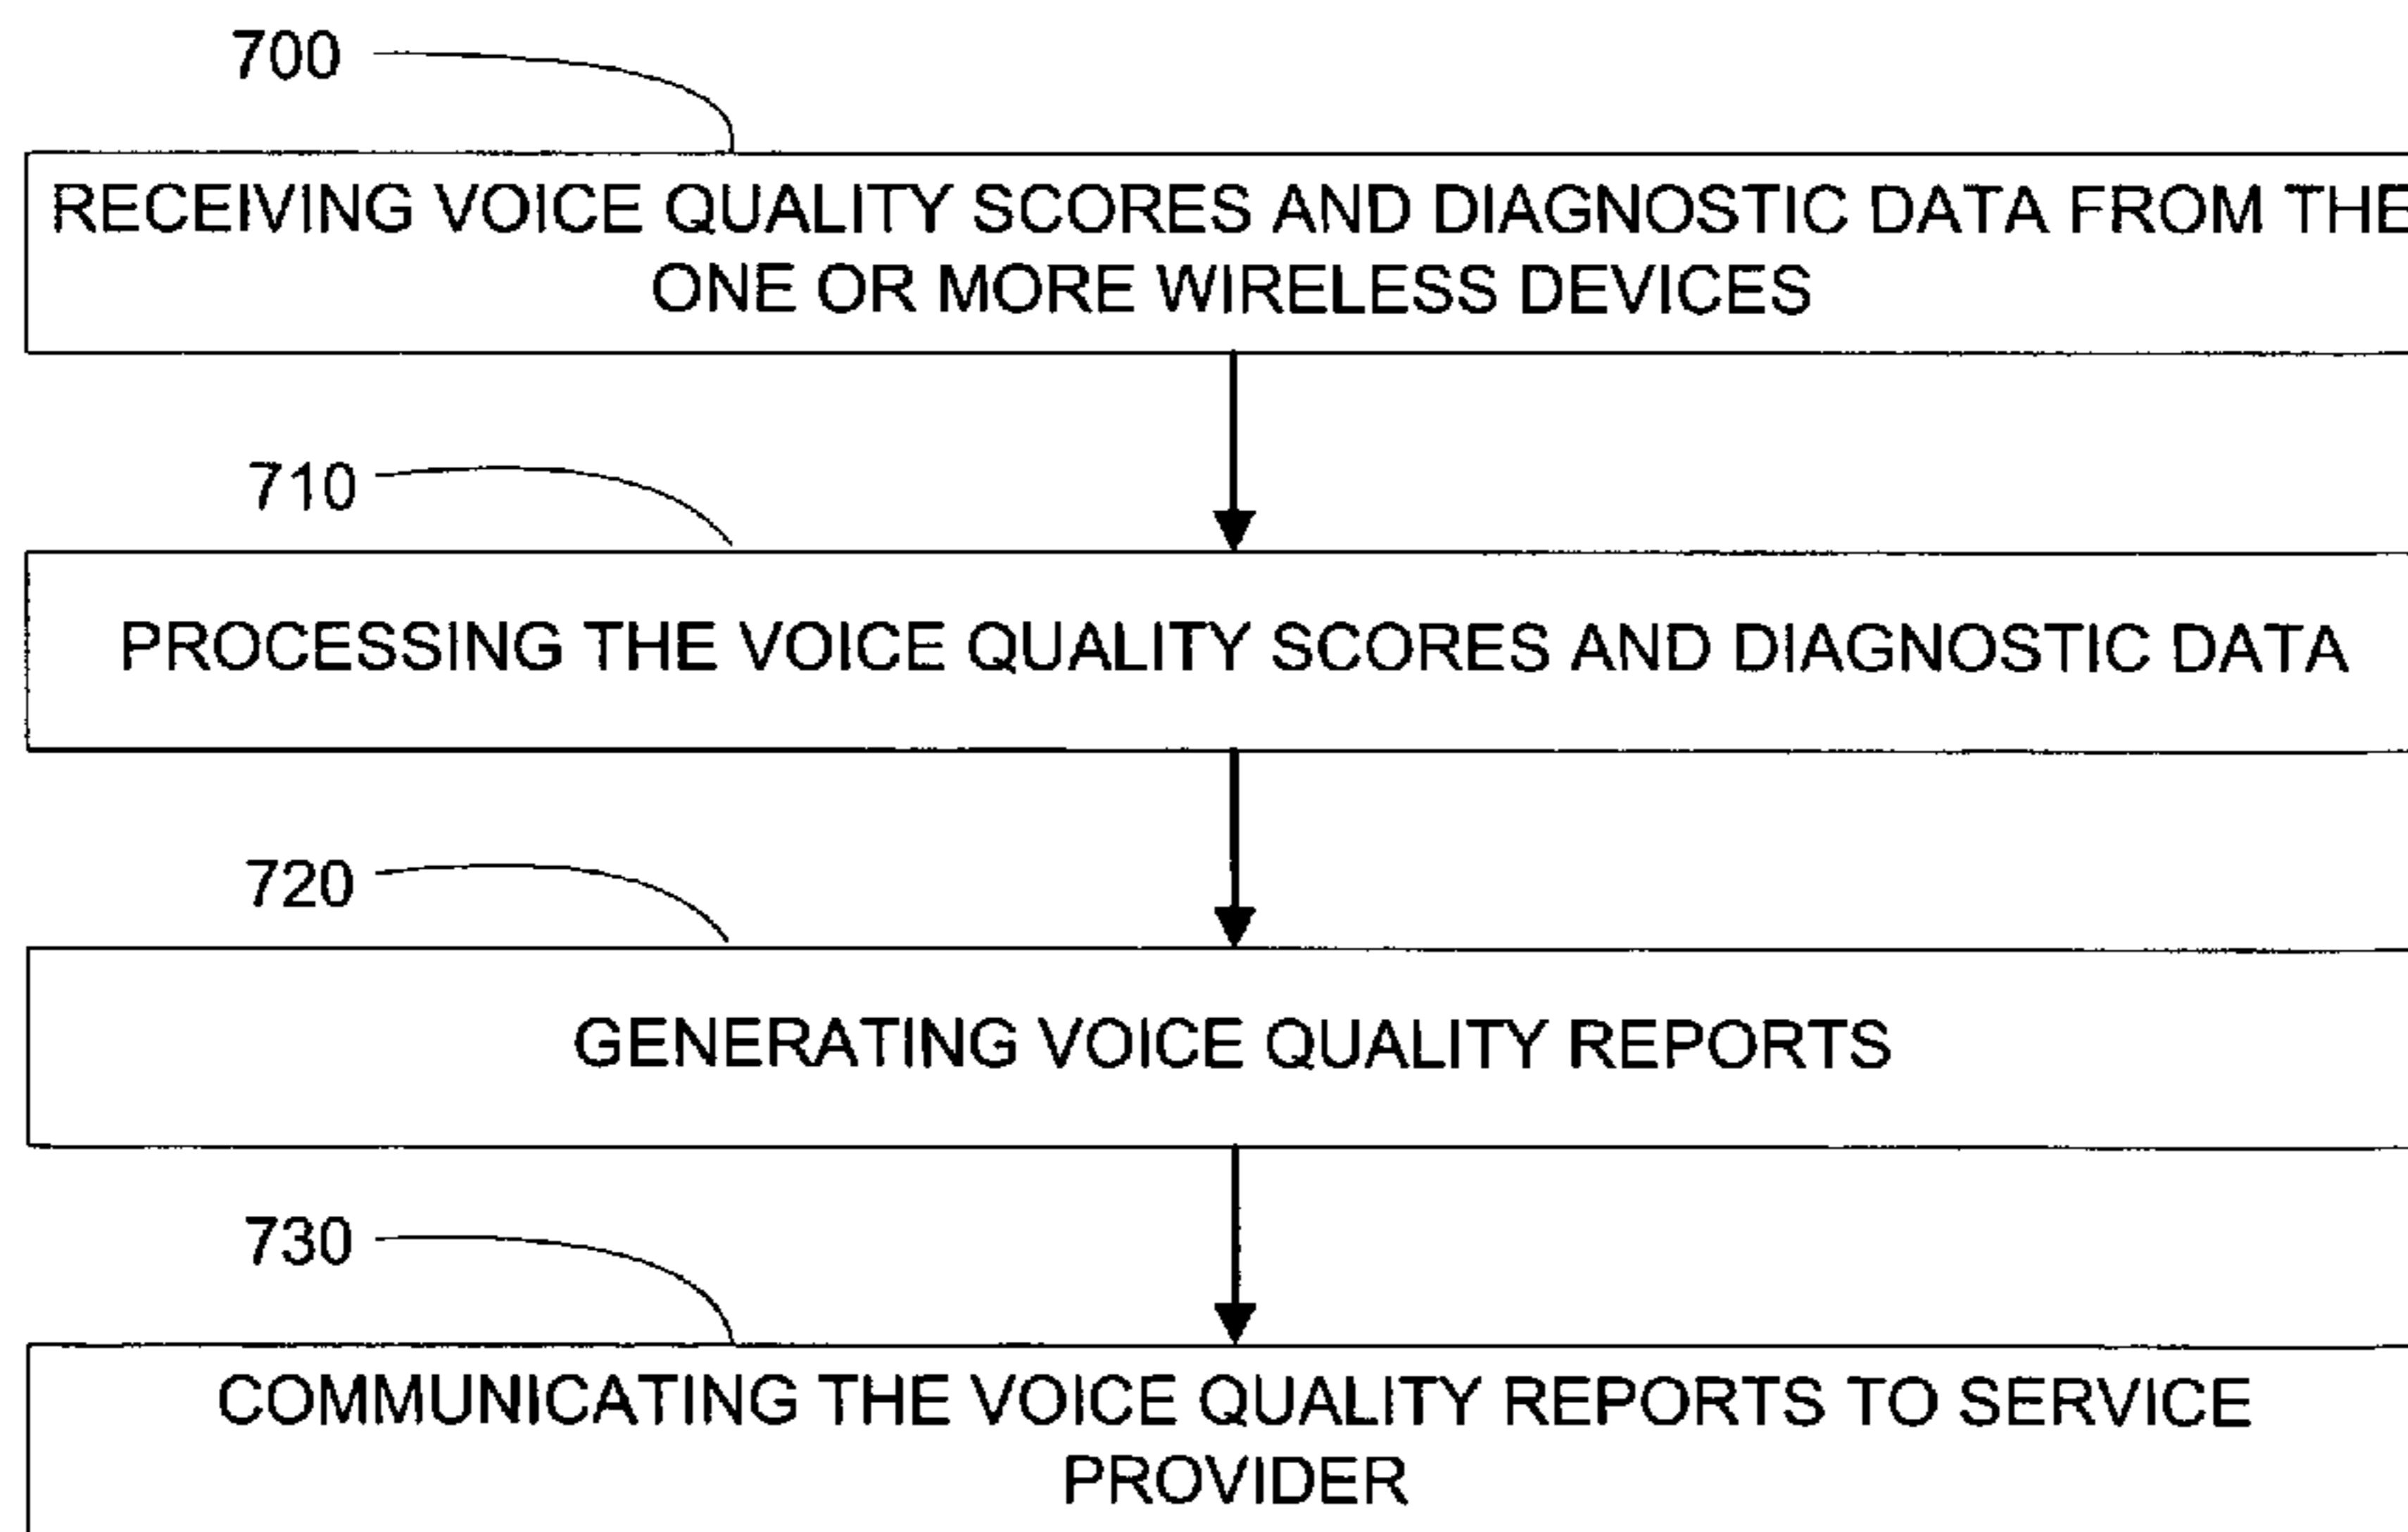 700
RECEIVING VOICE QUALITY SCORES AND DIAGNOSTIC DATA FROM THE
ONE OR MORE WIRELESS DEVICES
710
PROCESSING THE VOICE QUALITY SCORES AND DIAGNOSTIC DATA
720
GENERATING VOICE QUALITY REPORTS
730
COMMUNICATING THE VOICE QUALITY REPORTS TO SERVICE
PROVIDER